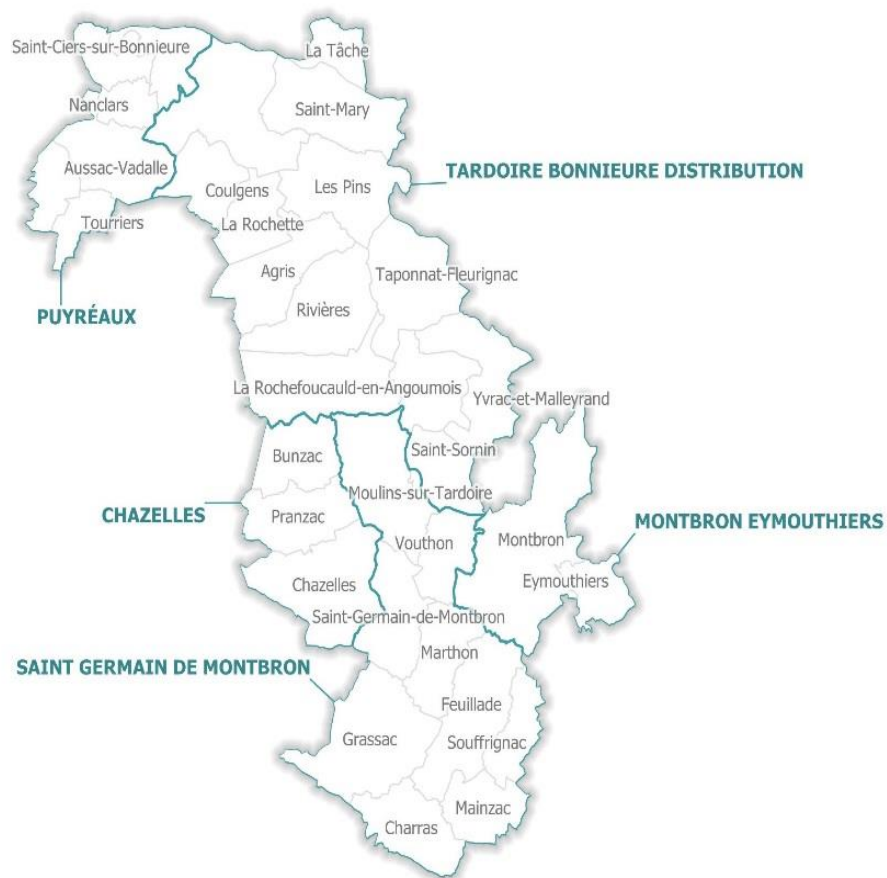 Saint-Ciers-sur-Bonnieure
La Tâche
Nanclars
Saint-Mary
Aussac-Vadalle
TARDOIRE BONNIEURE DISTRIBUTION
Coulgens
Les Pins
Tourriers
La Rochette
Agris
Taponnat-Fleurignac
Rivières
PUYRÉAUX
La Rochefoucauld-en-Angoumois
Yvrac-et-Malleyrand
Bunzac
Saint-Sornin
Moulins-sur-Tardoire
CHAZELLES
Pranzac
MONTBRON EYMOUTHIERS
Vouthon
Montbron
Chazelles
Eymouthiers
Saint-Germain-de-Montbron
Marthon
SAINT GERMAIN DE MONTBRON
Feuillade
Grassac
Souffrignac
Mainzac
Charras